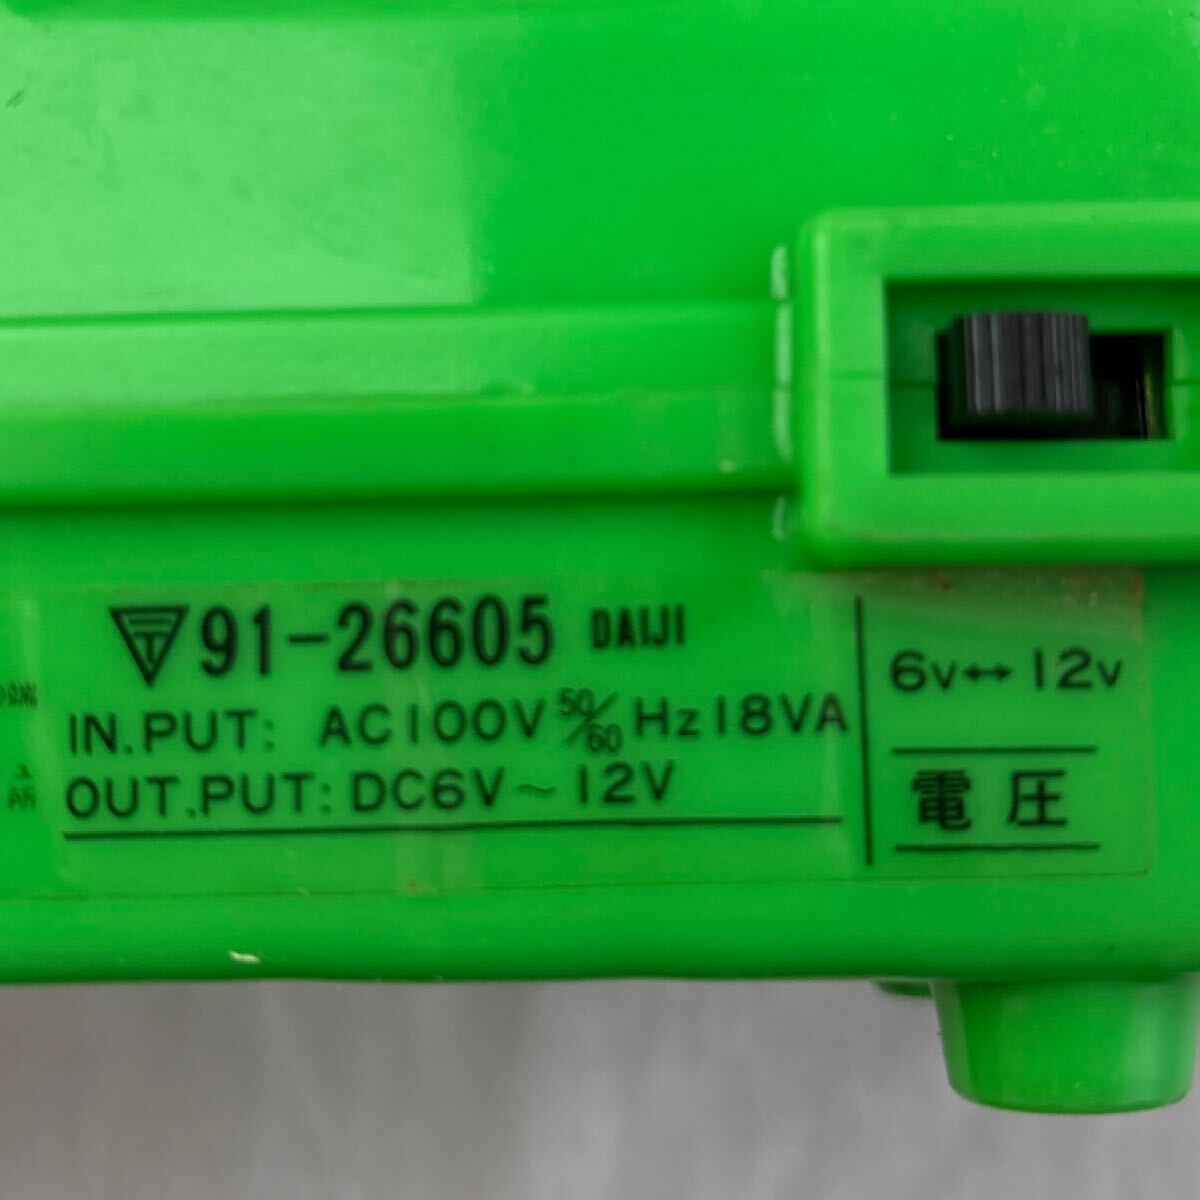 91-26605 DAIJI
IN.PUT: AC100V 50/60 Hz 18VA
OUT.PUT: DC6V～12V
6V↔12V
電圧